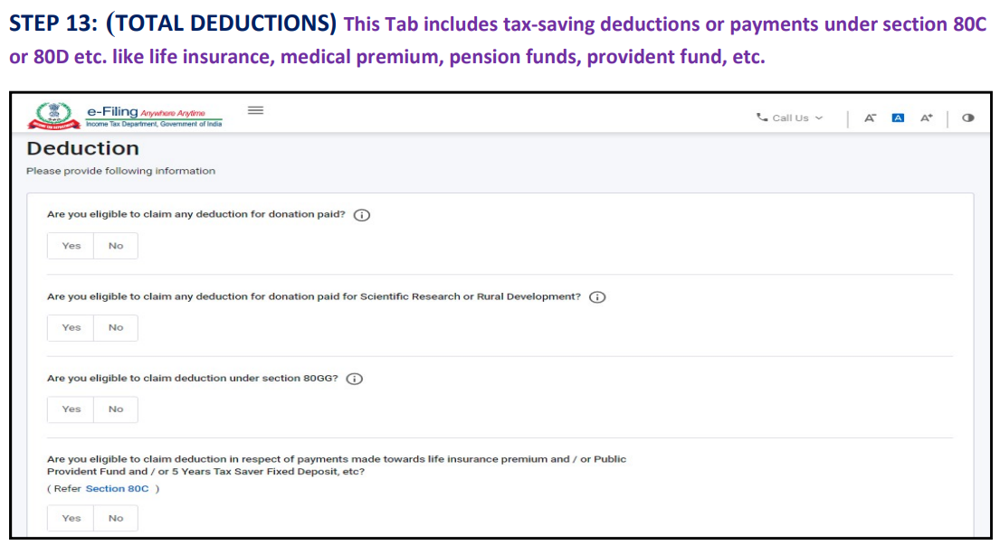 STEP 13: (TOTAL DEDUCTIONS) This Tab includes tax-saving deductions or payments under section 80C
or 80D etc. like life insurance, medical premium, pension funds, provident fund, etc.
e-Filing Anywhere Anytime
Income Tax Department, Government of India
Call Us
A- A A+
Deduction
Please provide following information
Are you eligible to claim any deduction for donation paid?
Yes No
Are you eligible to claim any deduction for donation paid for Scientific Research or Rural Development?
Yes No
Are you eligible to claim deduction under section 80GG?
Yes No
Are you eligible to claim deduction in respect of payments made towards life insurance premium and / or Public
Provident Fund and / or 5 Years Tax Saver Fixed Deposit, etc?
( Refer Section 80C )
Yes No